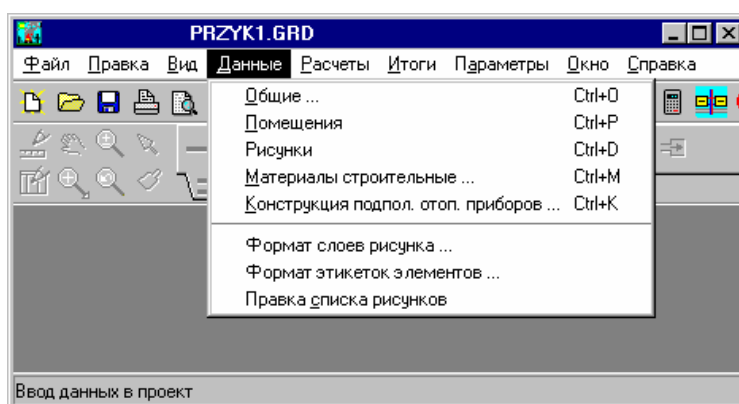 PRZYK1.GRD
Файл Правка Вид Данные Расчеты Итоги Параметры Окно Справка
Общие ... Ctrl+O
Помещения Ctrl+P
Рисунки Ctrl+D
Материалы строительные ... Ctrl+M
Конструкция подпол. отоп. приборов ... Ctrl+K
Формат слоев рисунка ...
Формат этикеток элементов ...
Правка списка рисунков
Ввод данных в проект